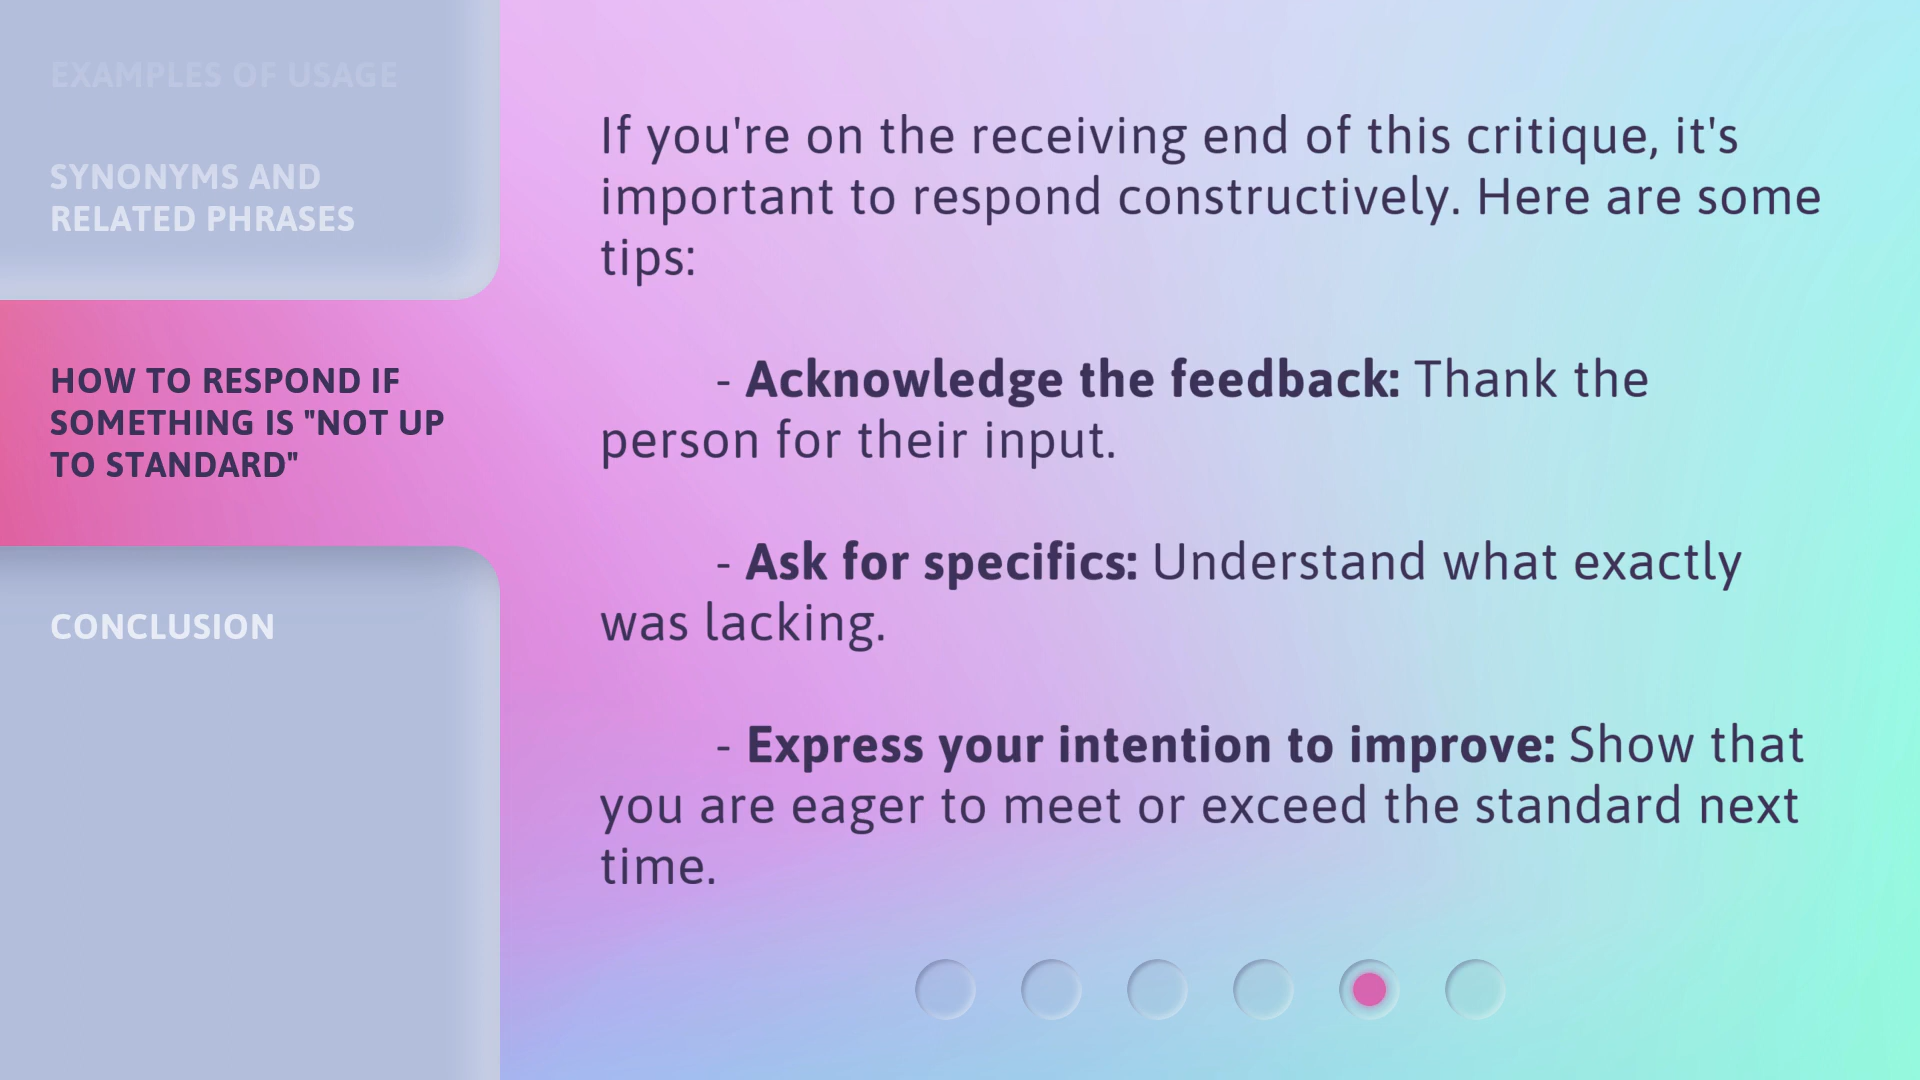 EXAMPLES OF USAGE
SYNONYMS AND
RELATED PHRASES
HOW TO RESPOND IF
SOMETHING IS "NOT UP
TO STANDARD"
CONCLUSION
If you're on the receiving end of this critique, it's
important to respond constructively. Here are some
tips:
- Acknowledge the feedback: Thank the
person for their input.
- Ask for specifics: Understand what exactly
was lacking.
- Express your intention to improve: Show that
you are eager to meet or exceed the standard next
time.